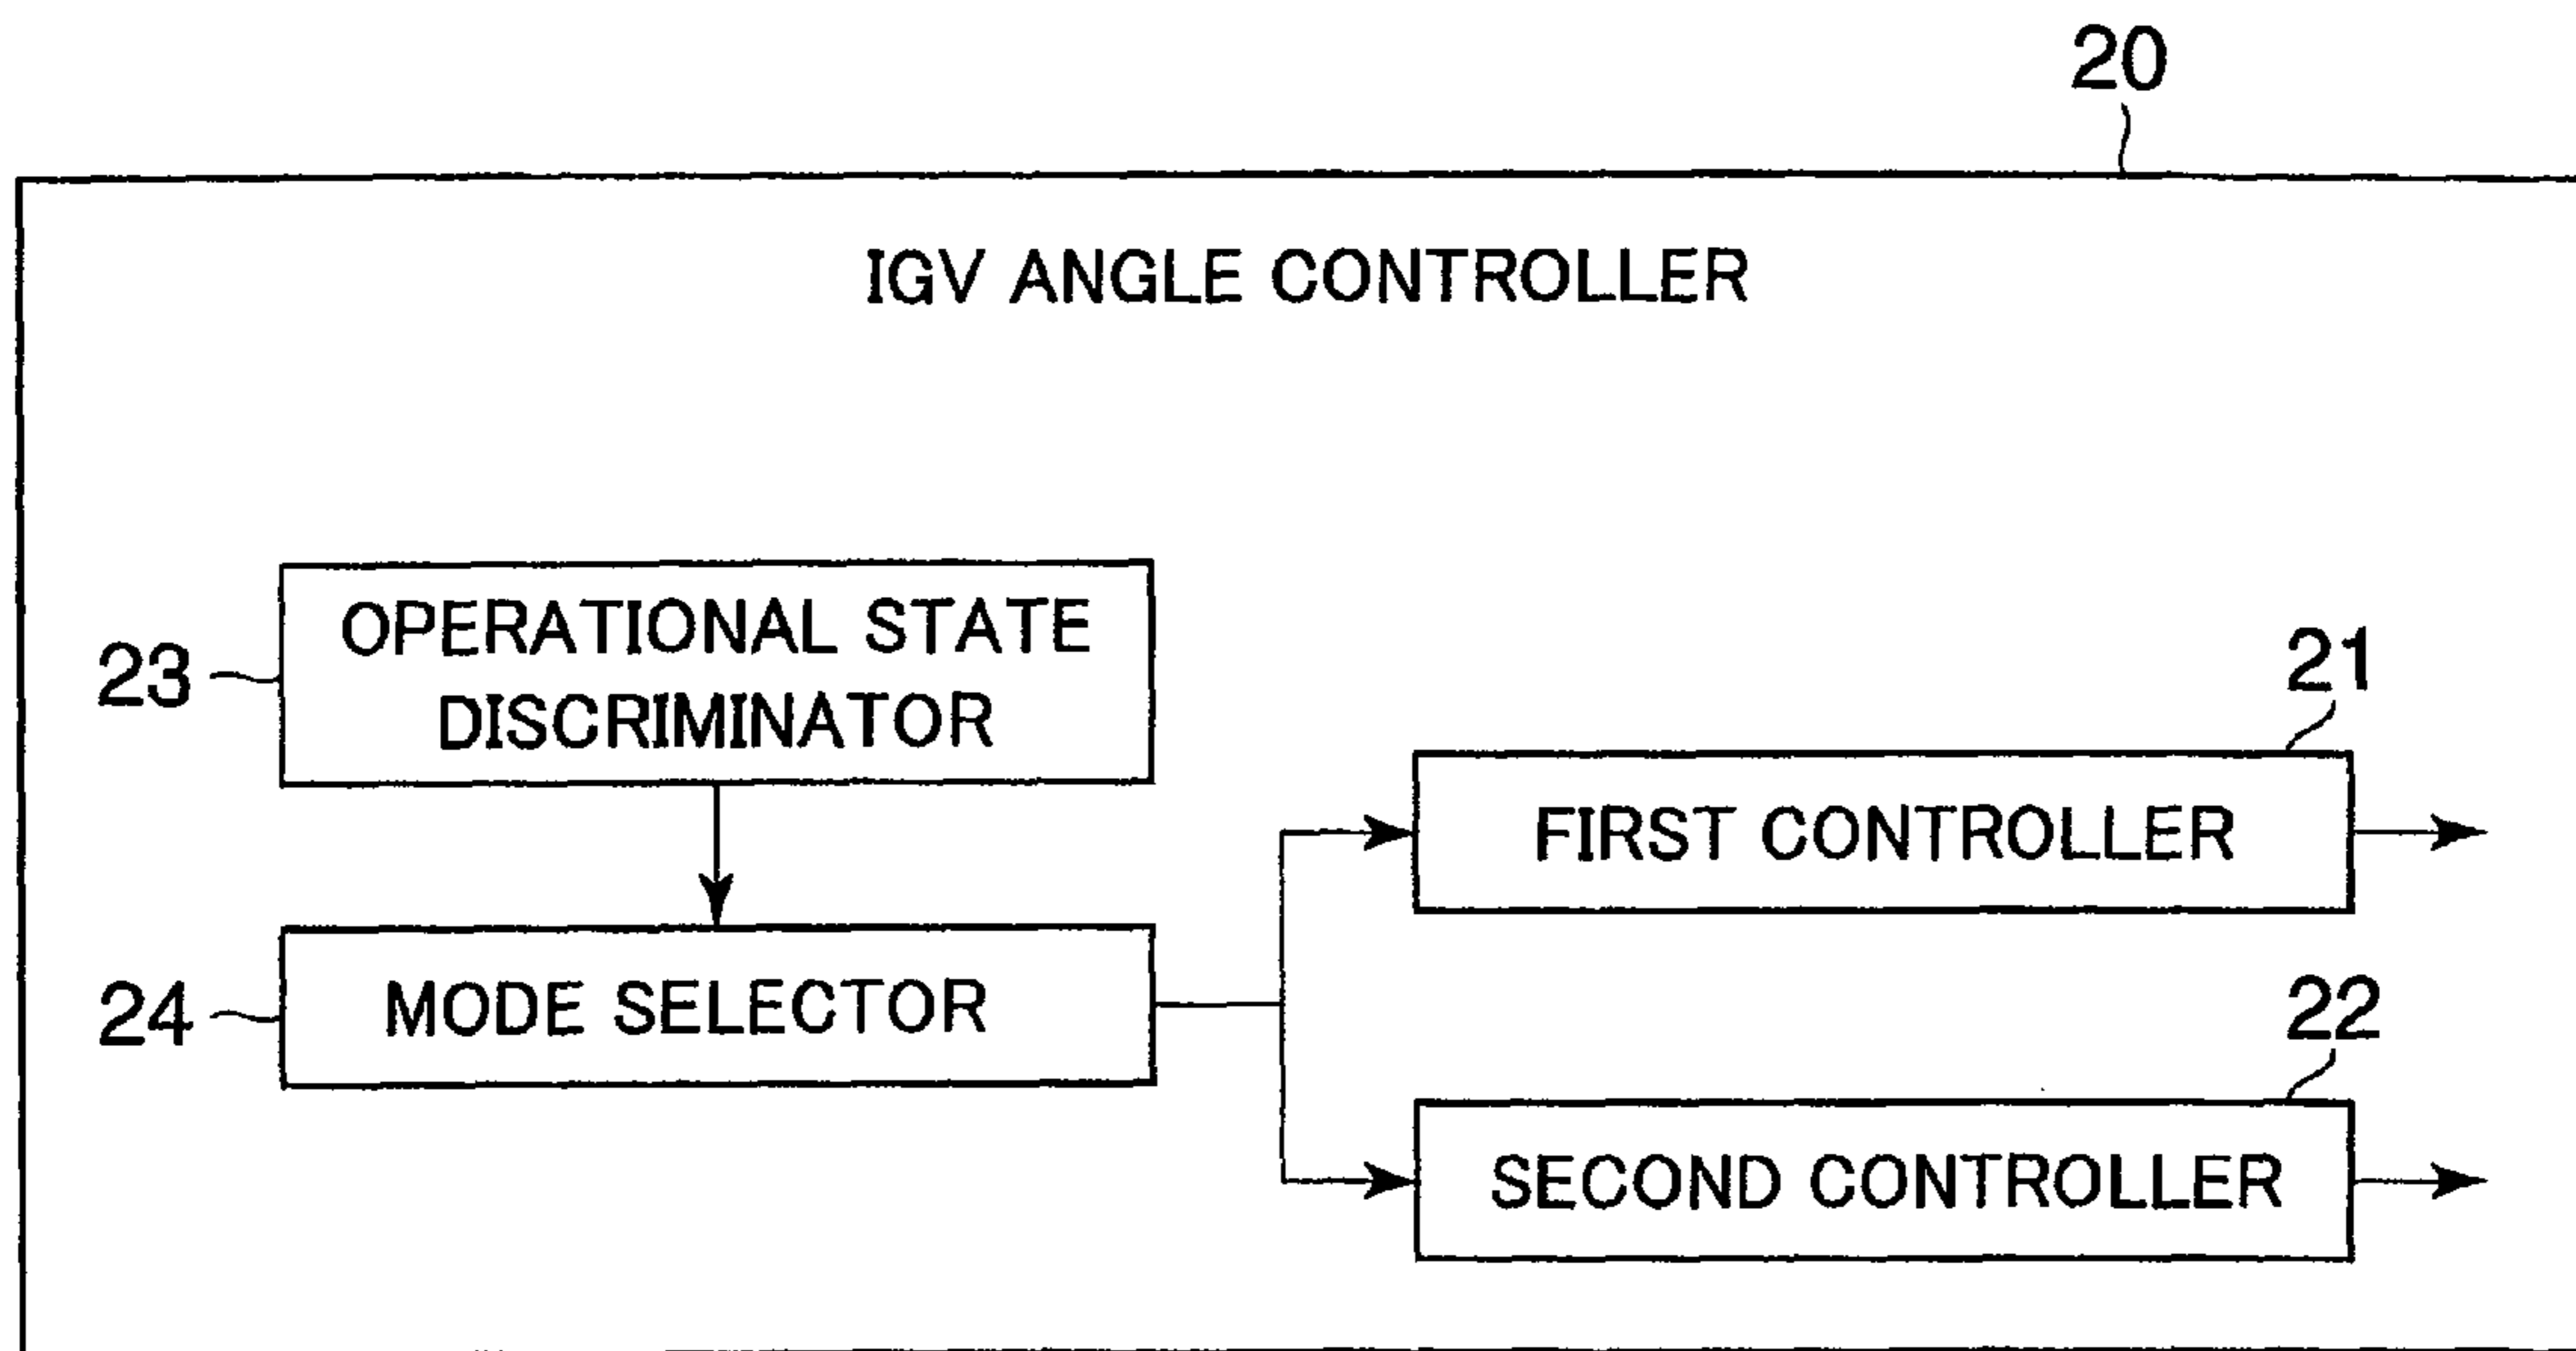 20
IGV ANGLE CONTROLLER
23
OPERATIONAL STATE
DISCRIMINATOR
21
FIRST CONTROLLER
24
MODE SELECTOR
22
SECOND CONTROLLER